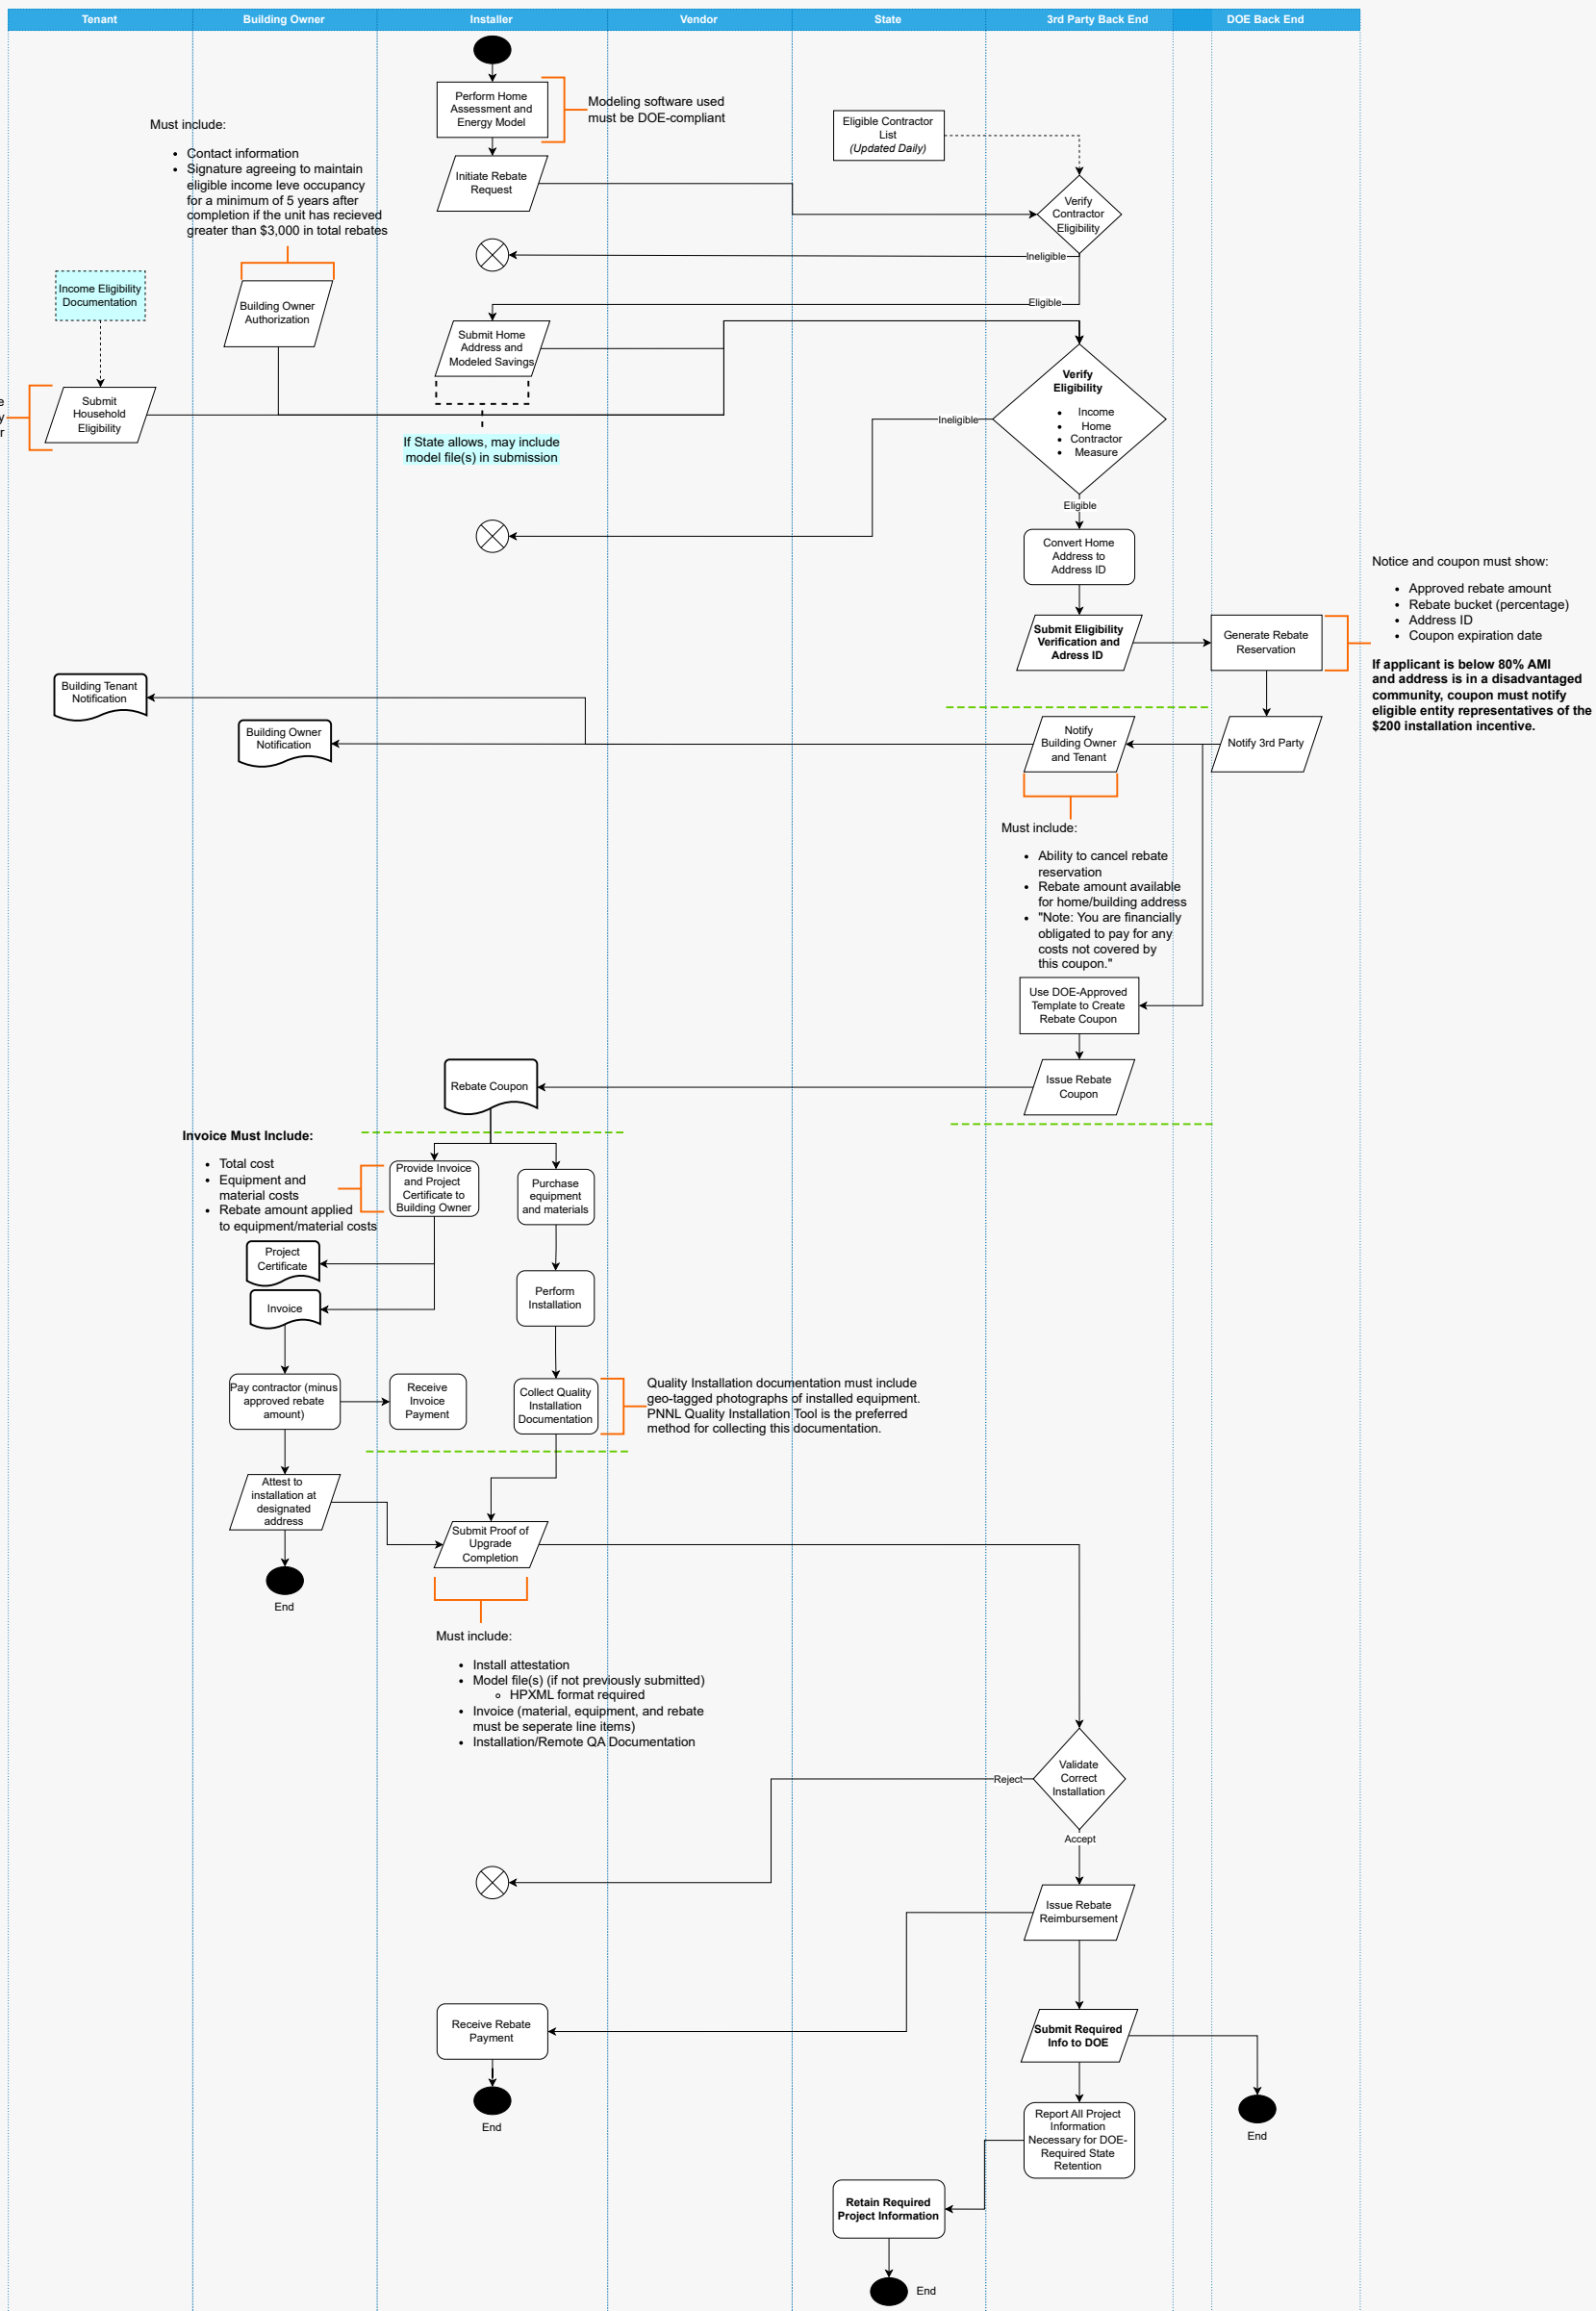 Tenant
Building Owner
Installer
Vendor
State
3rd Party Back End
DOE Back End
Perform Home
Assessment and
Energy Model
Modeling software used
must be DOE-compliant
Must include:
• Contact information
• Signature agreeing to maintain
eligible income leve occupancy
for a minimum of 5 years after
completion if the unit has recieved
greater than $3,000 in total rebates
Eligible Contractor
List
(Updated Daily)
Initiate Rebate
Request
Verify
Contractor
Eligibility
Ineligible
Eligible
Income Eligibility
Documentation
Building Owner
Authorization
Submit Home
Address and
Modeled Savings
Verify
Eligibility
• Income
• Home
• Contractor
• Measure
Submit
Household
Eligibility
Ineligible
If State allows, may include
model file(s) in submission
Eligible
Convert Home
Address to
Address ID
Notice and coupon must show:
• Approved rebate amount
• Rebate bucket (percentage)
• Address ID
• Coupon expiration date
If applicant is below 80% AMI
and address is in a disadvantaged
community, coupon must notify
eligible entity representatives of the
$200 installation incentive.
Submit Eligibility
Verification and
Adress ID
Generate Rebate
Reservation
Building Tenant
Notification
Building Owner
Notification
Notify
Building Owner
and Tenant
Notify 3rd Party
Must include:
• Ability to cancel rebate
reservation
• Rebate amount available
for home/building address
• "Note: You are financially
obligated to pay for any
costs not covered by
this coupon."
Use DOE-Approved
Template to Create
Rebate Coupon
Rebate Coupon
Issue Rebate
Coupon
Invoice Must Include:
• Total cost
• Equipment and
material costs
• Rebate amount applied
to equipment/material costs
Provide Invoice
and Project
Certificate to
Building Owner
Purchase
equipment
and materials
Project
Certificate
Invoice
Perform
Installation
Pay contractor (minus
approved rebate
amount)
Receive
Invoice
Payment
Collect Quality
Installation
Documentation
Quality Installation documentation must include
geo-tagged photographs of installed equipment.
PNNL Quality Installation Tool is the preferred
method for collecting this documentation.
Attest to
installation at
designated
address
End
Submit Proof of
Upgrade
Completion
Must include:
• Install attestation
• Model file(s) (if not previously submitted)
◦ HPXML format required
• Invoice (material, equipment, and rebate
must be seperate line items)
• Installation/Remote QA Documentation
Validate
Correct
Installation
Reject
Accept
Issue Rebate
Reimbursement
Receive Rebate
Payment
End
Submit Required
Info to DOE
End
Report All Project
Information
Necessary for DOE-
Required State
Retention
Retain Required
Project Information
End